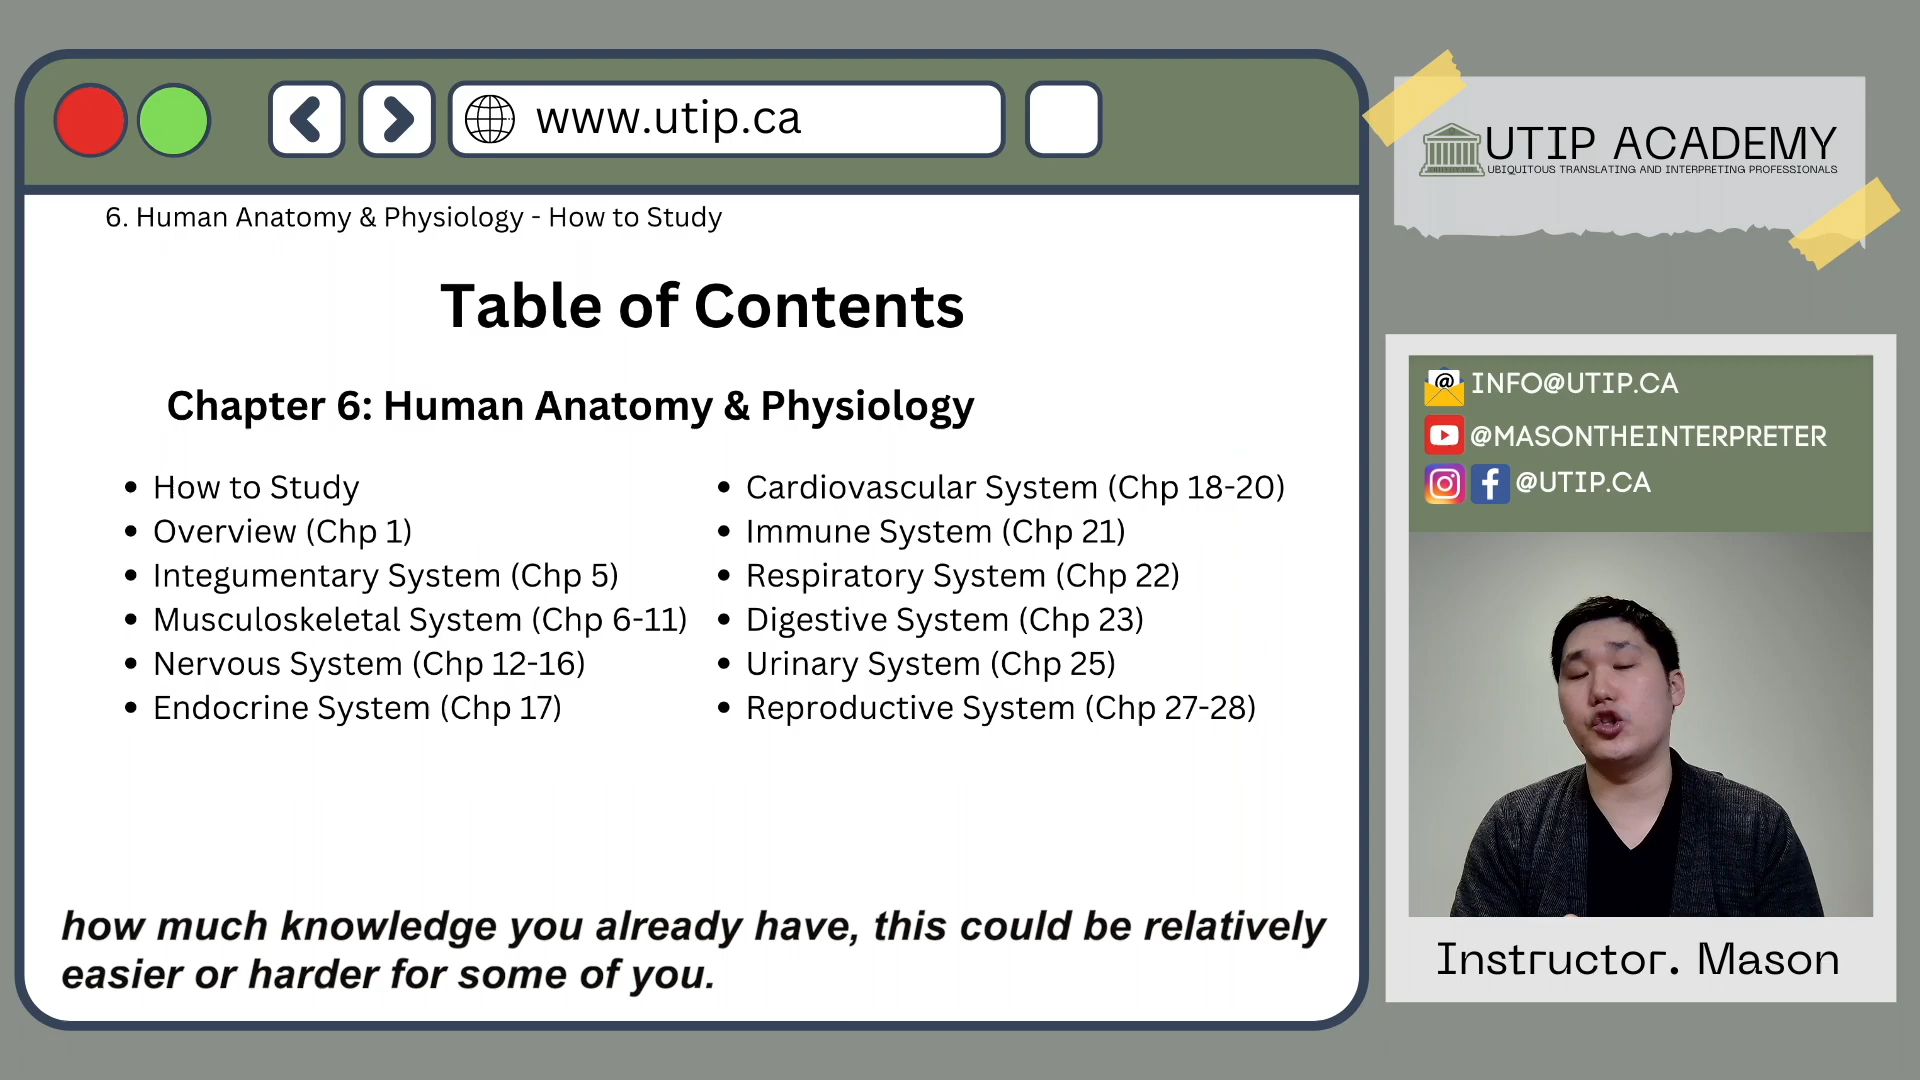 www.utip.ca
6. Human Anatomy & Physiology - How to Study
Table of Contents
Chapter 6: Human Anatomy & Physiology
• How to Study
• Overview (Chp 1)
• Integumentary System (Chp 5)
• Musculoskeletal System (Chp 6-11)
• Nervous System (Chp 12-16)
• Endocrine System (Chp 17)
• Cardiovascular System (Chp 18-20)
• Immune System (Chp 21)
• Respiratory System (Chp 22)
• Digestive System (Chp 23)
• Urinary System (Chp 25)
• Reproductive System (Chp 27-28)
how much knowledge you already have, this could be relatively
easier or harder for some of you.
UTIP ACADEMY
UBIQUITOUS TRANSLATING AND INTERPRETING PROFESSIONALS
INFO@UTIP.CA
@MASONTHEINTERPRETER
@UTIP.CA
Instructor. Mason